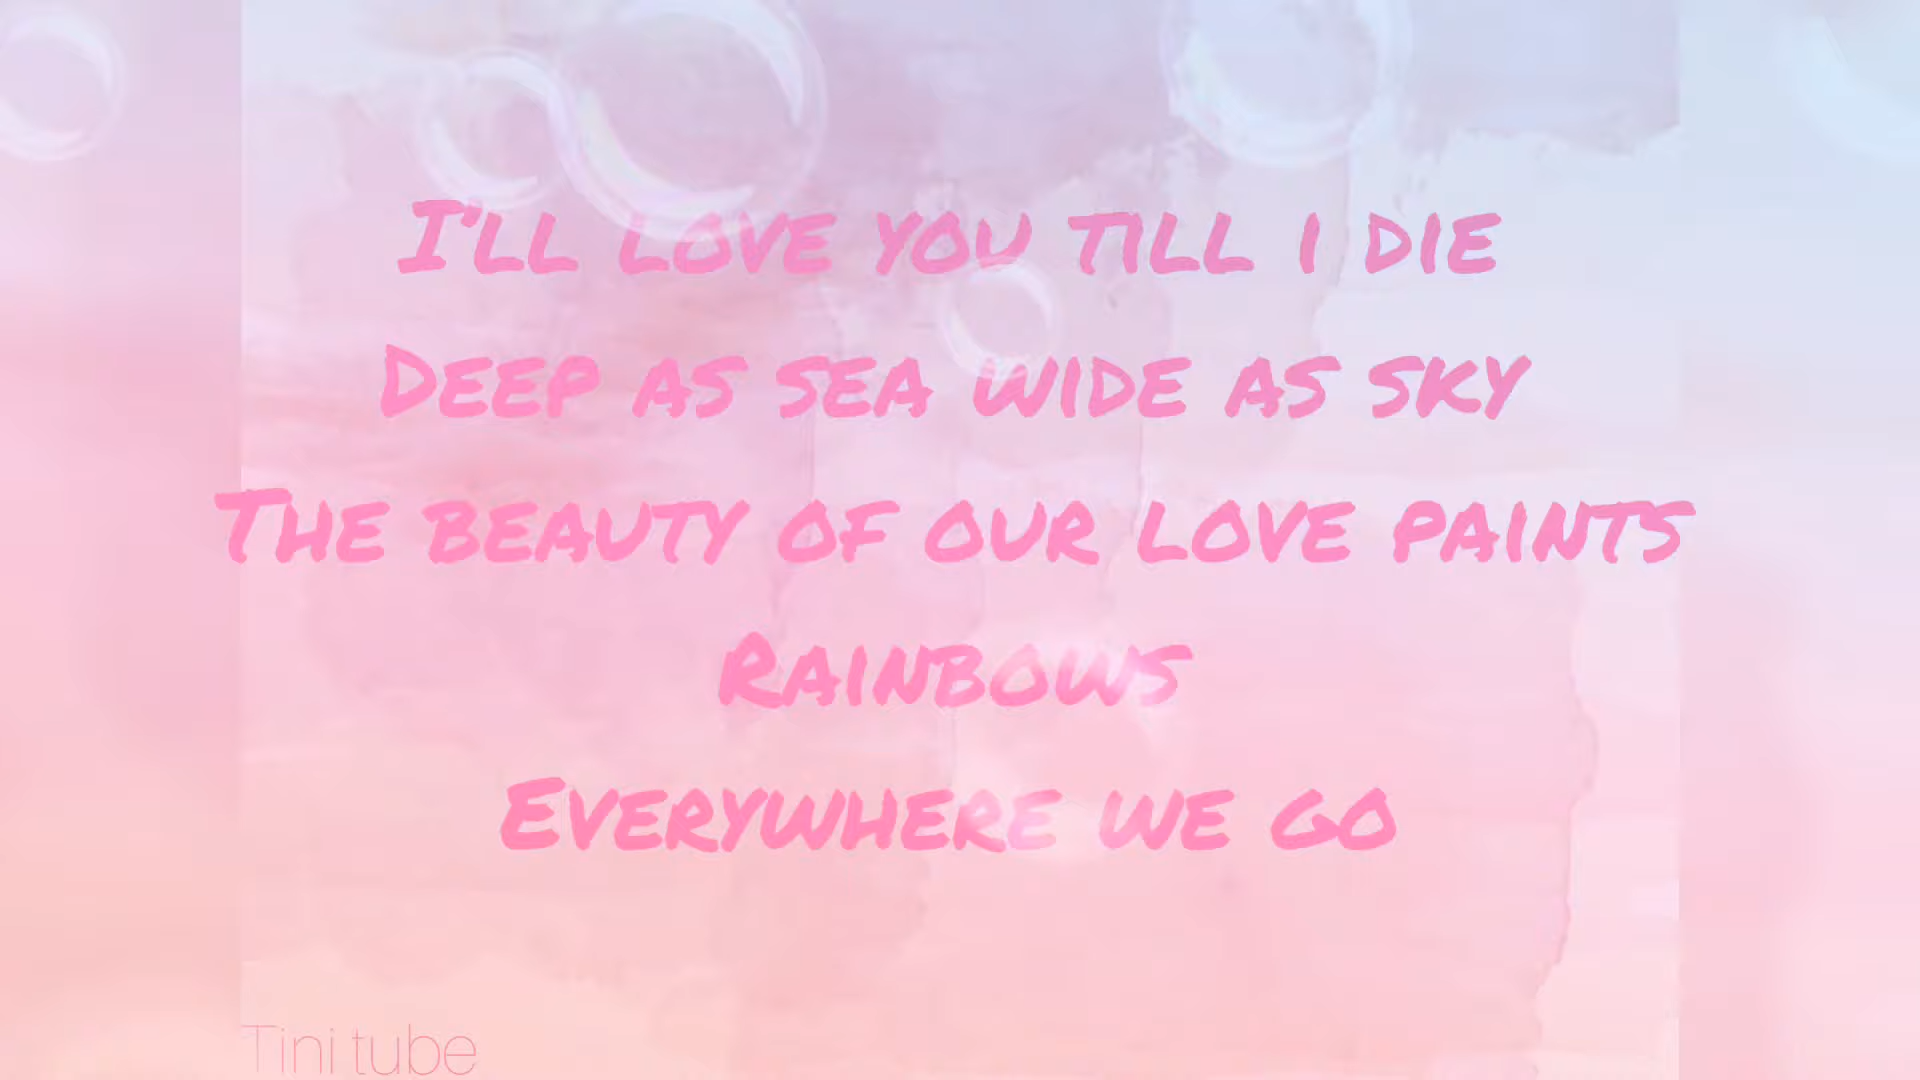 I'll love you till i die
Deep as sea wide as sky
The beauty of our love paints
Rainbows
Everywhere we go
Tini tube